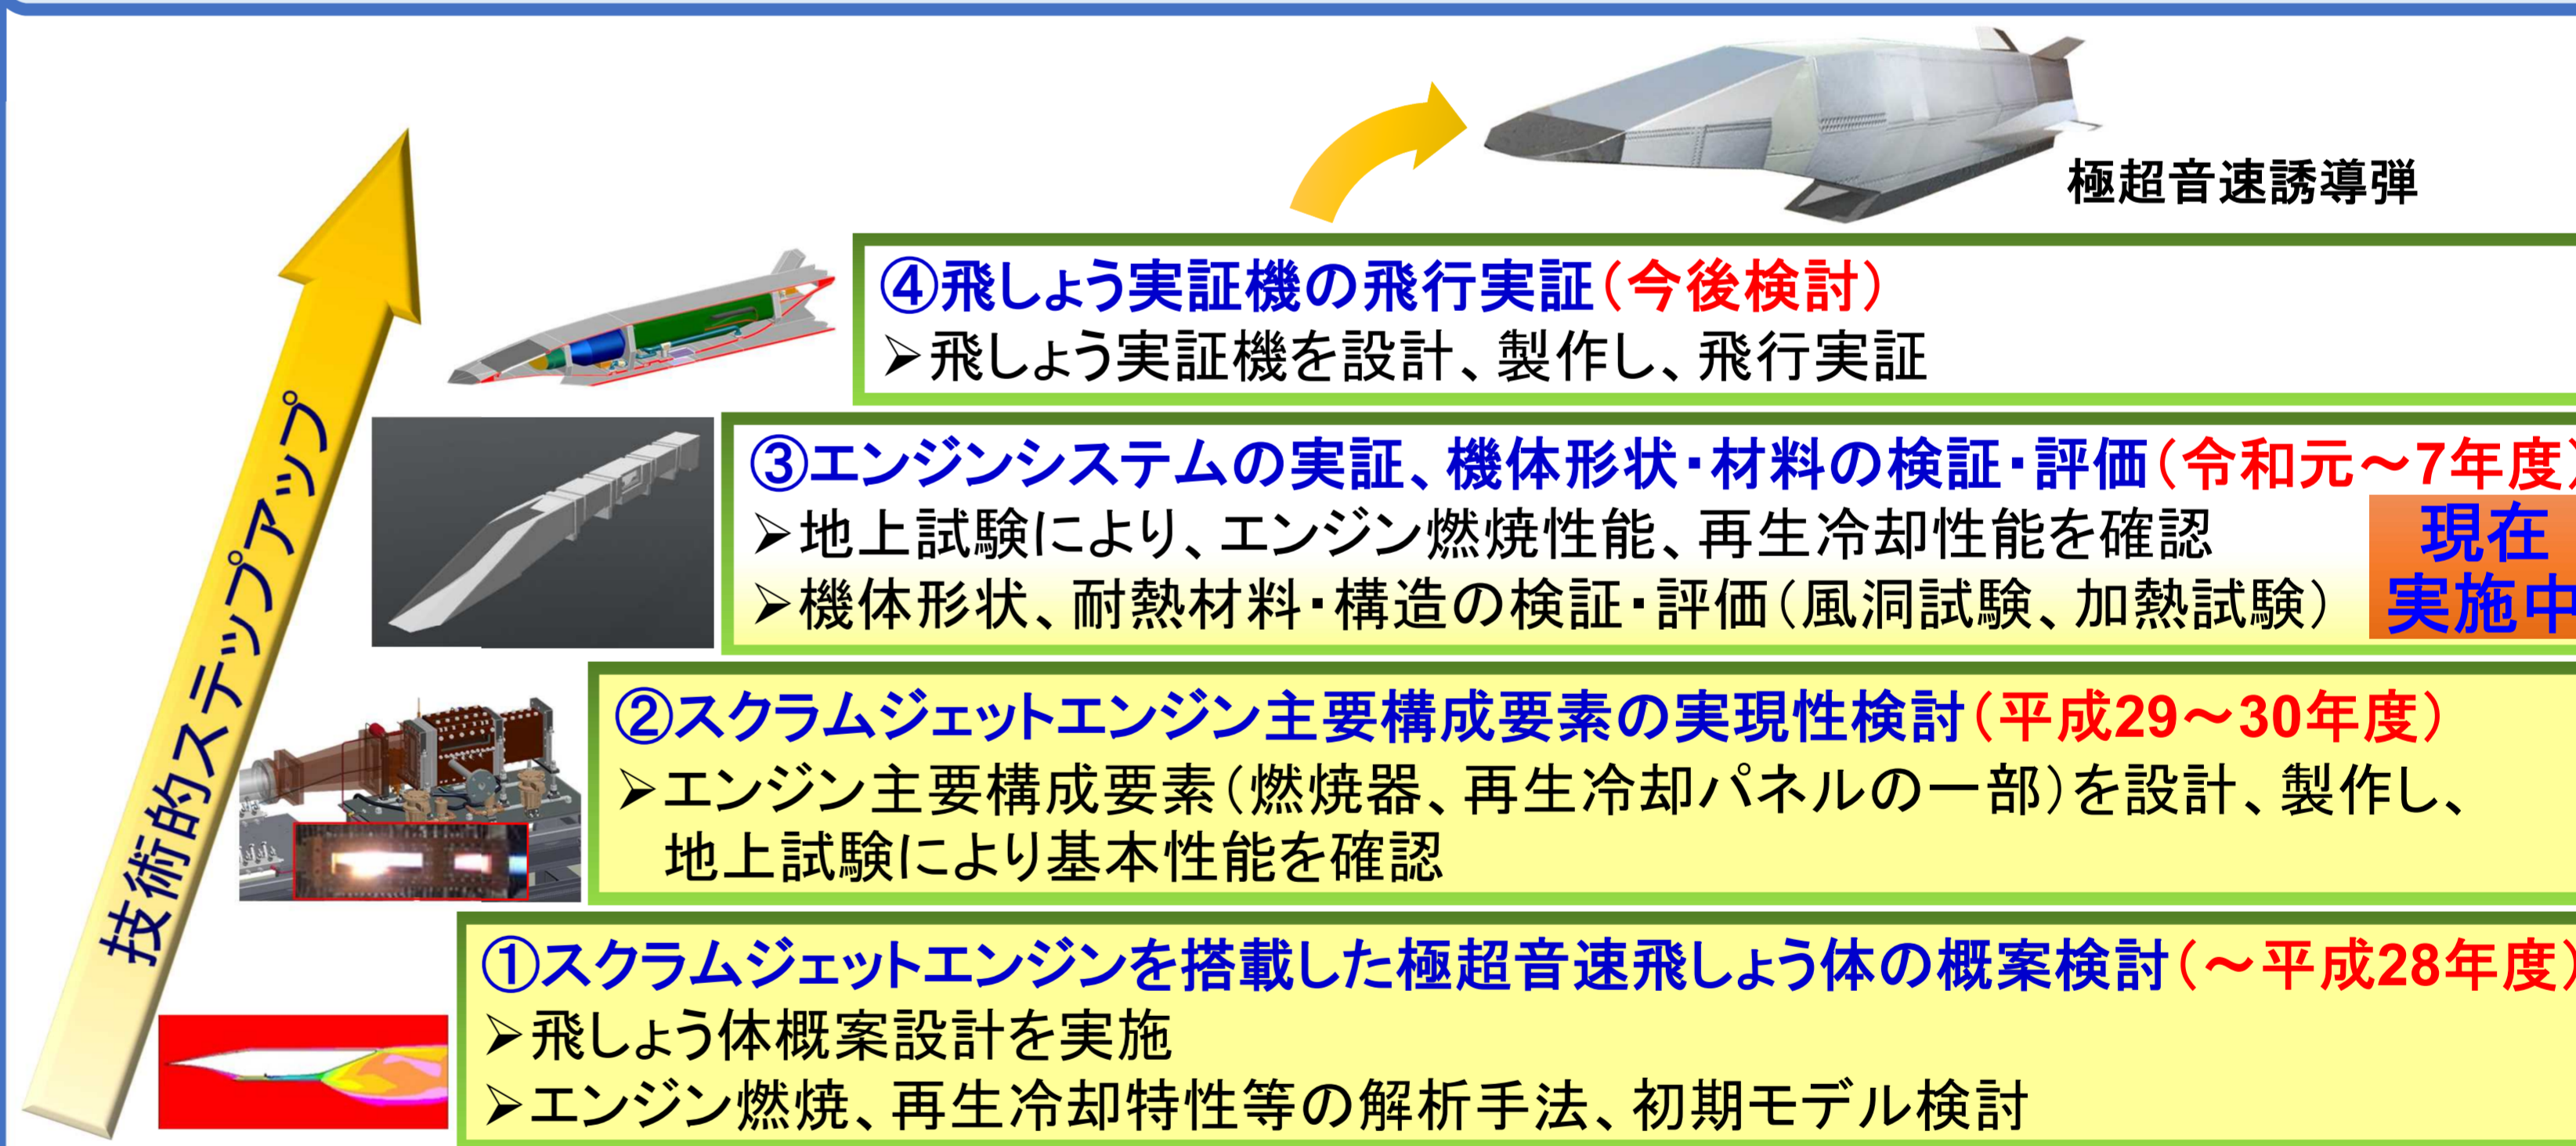 極超音速誘導弾
④飛しょう実証機の飛行実証(今後検討)
➢飛しょう実証機を設計、製作し、飛行実証
③エンジンシステムの実証、機体形状・材料の検証・評価(令和元～7年度)
➢地上試験により、エンジン燃焼性能、再生冷却性能を確認
➢機体形状、耐熱材料・構造の検証・評価(風洞試験、加熱試験)
現在
実施中
②スクラムジェットエンジン主要構成要素の実現性検討(平成29～30年度)
➢エンジン主要構成要素(燃焼器、再生冷却パネルの一部)を設計、製作し、
地上試験により基本性能を確認
①スクラムジェットエンジンを搭載した極超音速飛しょう体の概案検討(～平成28年度)
➢飛しょう体概案設計を実施
➢エンジン燃焼、再生冷却特性等の解析手法、初期モデル検討
技術的ステップアップ